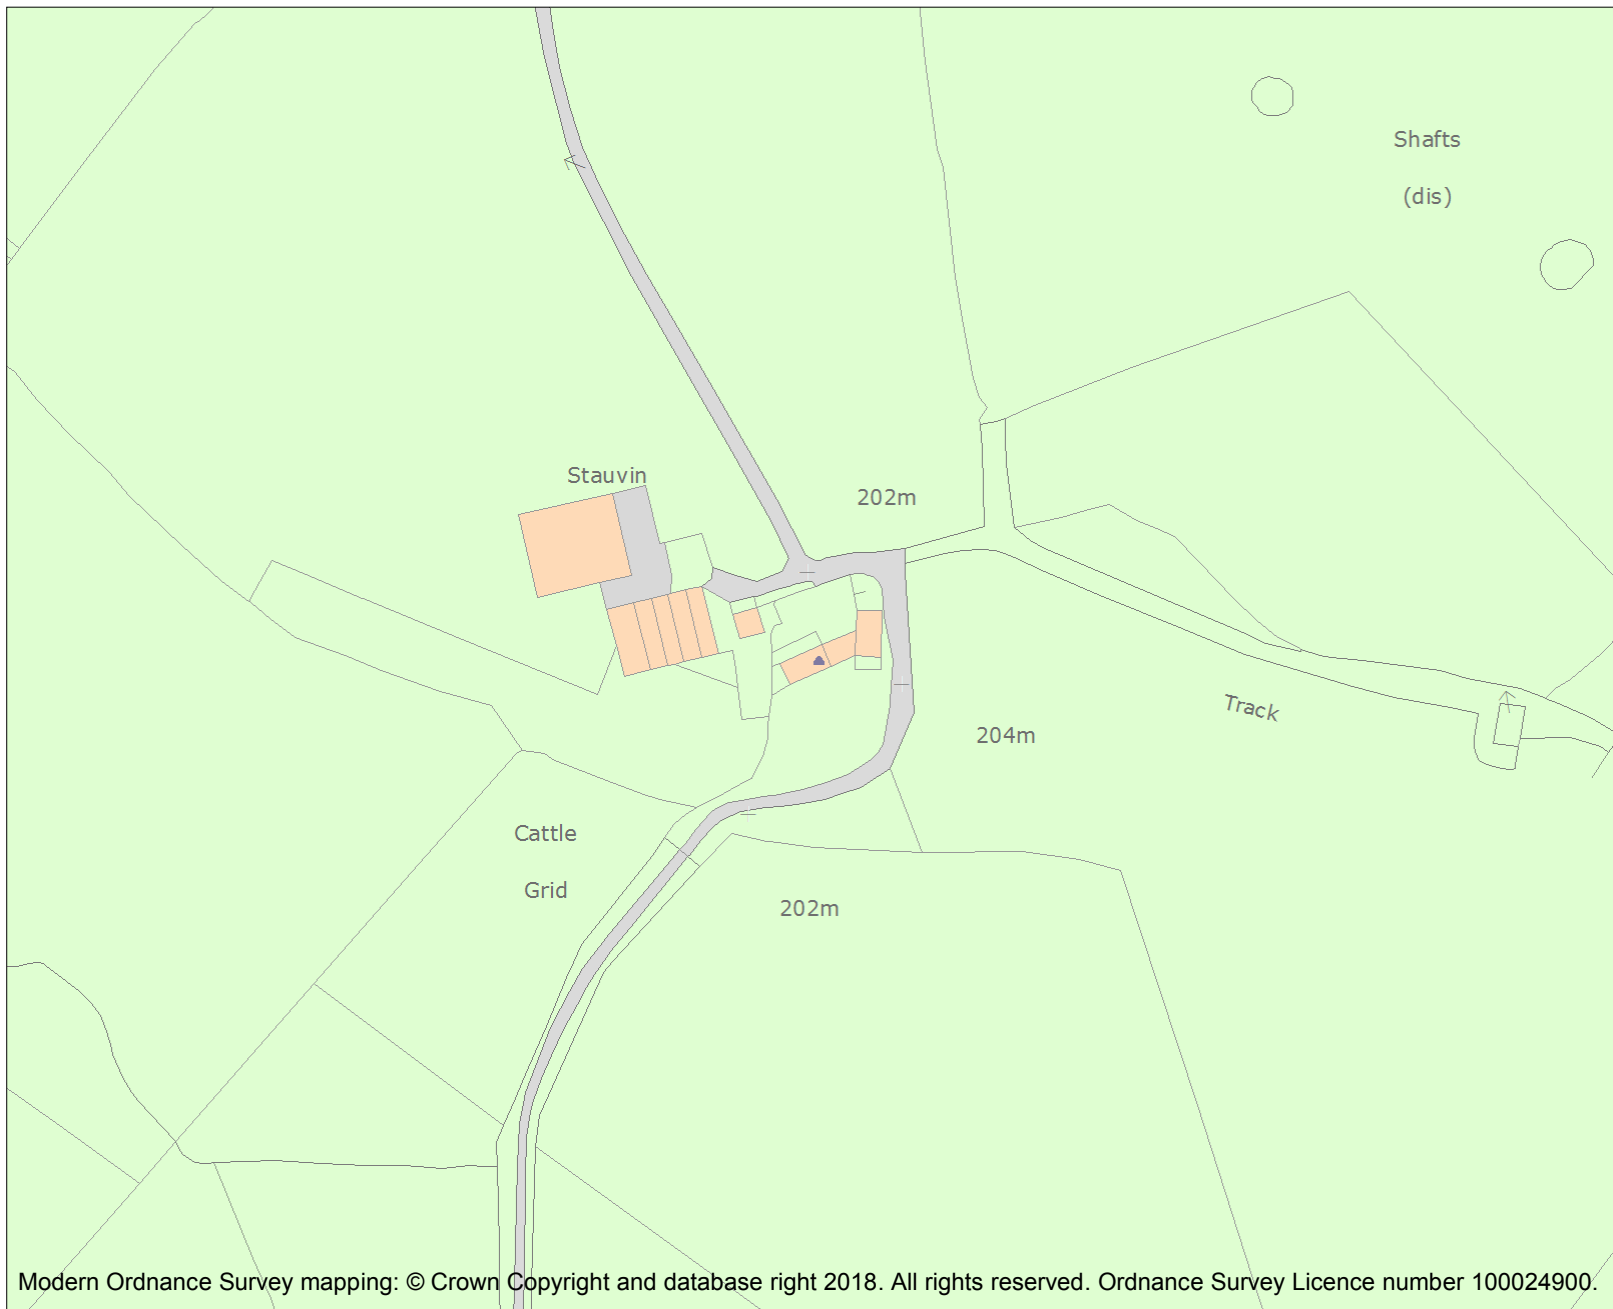 Shafts
(dis)
Stauvin
202m
Track
204m
Cattle
Grid
202m
Modern Ordnance Survey mapping: © Crown Copyright and database right 2018. All rights reserved. Ordnance Survey Licence number 100024900.